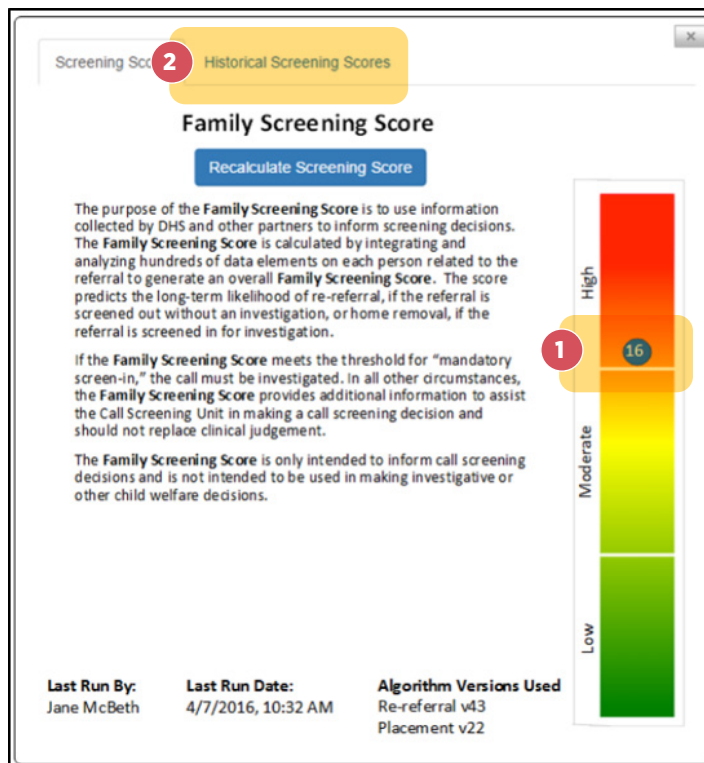 ×
Screening Sco
2
Historical Screening Scores
Family Screening Score
Recalculate Screening Score
The purpose of the Family Screening Score is to use information
collected by DHS and other partners to inform screening decisions.
The Family Screening Score is calculated by integrating and
analyzing hundreds of data elements on each person related to the
referral to generate an overall Family Screening Score. The score
predicts the long-term likelihood of re-referral, if the referral is
screened out without an investigation, or home removal, if the
referral is screened in for investigation.
If the Family Screening Score meets the threshold for “mandatory
screen-in,” the call must be investigated. In all other circumstances,
the Family Screening Score provides additional information to assist
the Call Screening Unit in making a call screening decision and
should not replace clinical judgement.
The Family Screening Score is only intended to inform call screening
decisions and is not intended to be used in making investigative or
other child welfare decisions.
High
1
16
Moderate
Low
Last Run By:
Jane McBeth
Last Run Date:
4/7/2016, 10:32 AM
Algorithm Versions Used
Re-referral v43
Placement v22